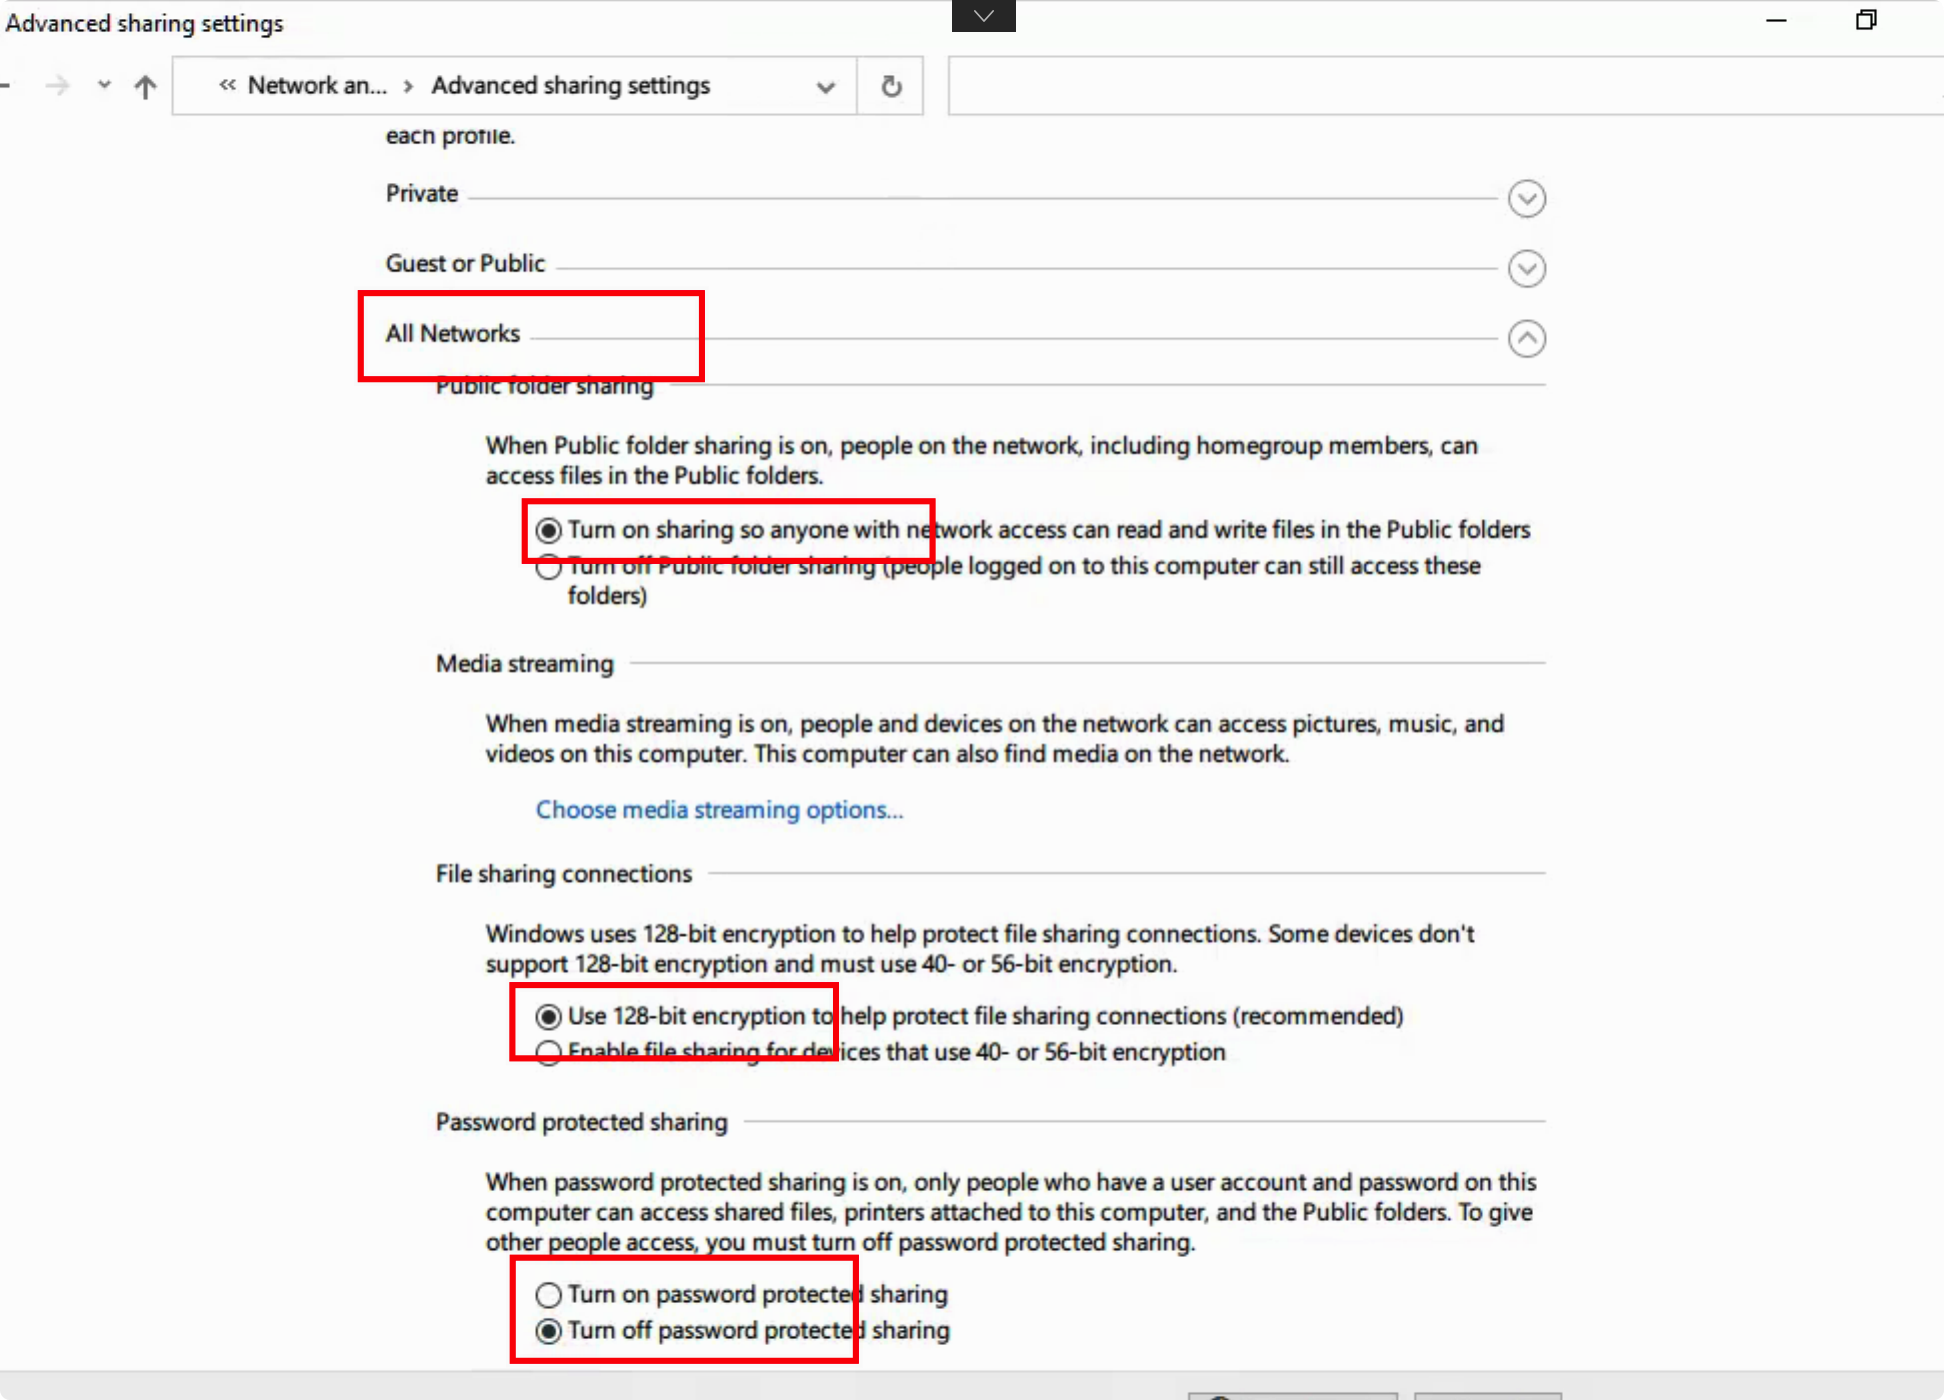 Advanced sharing settings
« Network an... › Advanced sharing settings
each profile.
Private
Guest or Public
All Networks
Public folder sharing
When Public folder sharing is on, people on the network, including homegroup members, can
access files in the Public folders.
Turn on sharing so anyone with network access can read and write files in the Public folders
Turn off Public folder sharing (people logged on to this computer can still access these
folders)
Media streaming
When media streaming is on, people and devices on the network can access pictures, music, and
videos on this computer. This computer can also find media on the network.
Choose media streaming options...
File sharing connections
Windows uses 128-bit encryption to help protect file sharing connections. Some devices don't
support 128-bit encryption and must use 40- or 56-bit encryption.
Use 128-bit encryption to help protect file sharing connections (recommended)
Enable file sharing for devices that use 40- or 56-bit encryption
Password protected sharing
When password protected sharing is on, only people who have a user account and password on this
computer can access shared files, printers attached to this computer, and the Public folders. To give
other people access, you must turn off password protected sharing.
Turn on password protected sharing
Turn off password protected sharing